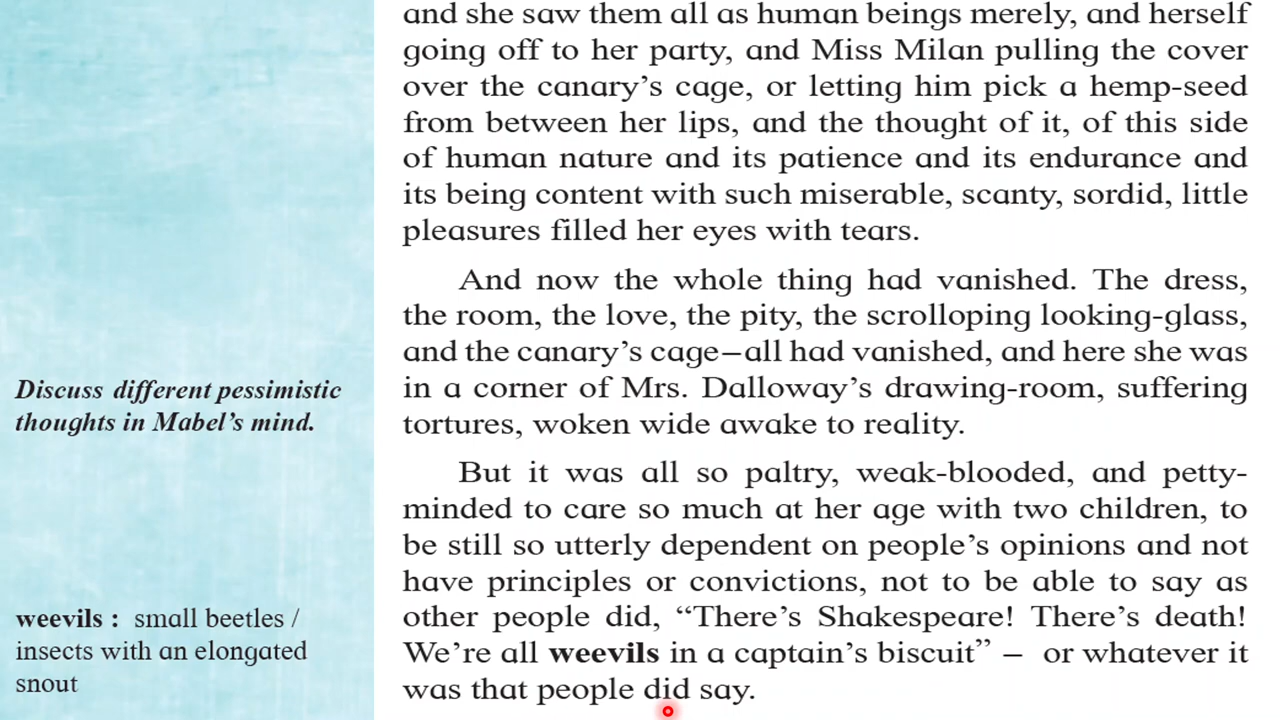 and she saw them all as human beings merely, and herself
going off to her party, and Miss Milan pulling the cover
over the canary’s cage, or letting him pick a hemp-seed
from between her lips, and the thought of it, of this side
of human nature and its patience and its endurance and
its being content with such miserable, scanty, sordid, little
pleasures filled her eyes with tears.
And now the whole thing had vanished. The dress,
the room, the love, the pity, the scrolloping looking-glass,
and the canary’s cage–all had vanished, and here she was
in a corner of Mrs. Dalloway’s drawing-room, suffering
tortures, woken wide awake to reality.
But it was all so paltry, weak-blooded, and petty-
minded to care so much at her age with two children, to
be still so utterly dependent on people’s opinions and not
have principles or convictions, not to be able to say as
other people did, “There’s Shakespeare! There’s death!
We’re all weevils in a captain’s biscuit” – or whatever it
was that people did say.
Discuss different pessimistic
thoughts in Mabel’s mind.
weevils : small beetles /
insects with an elongated
snout